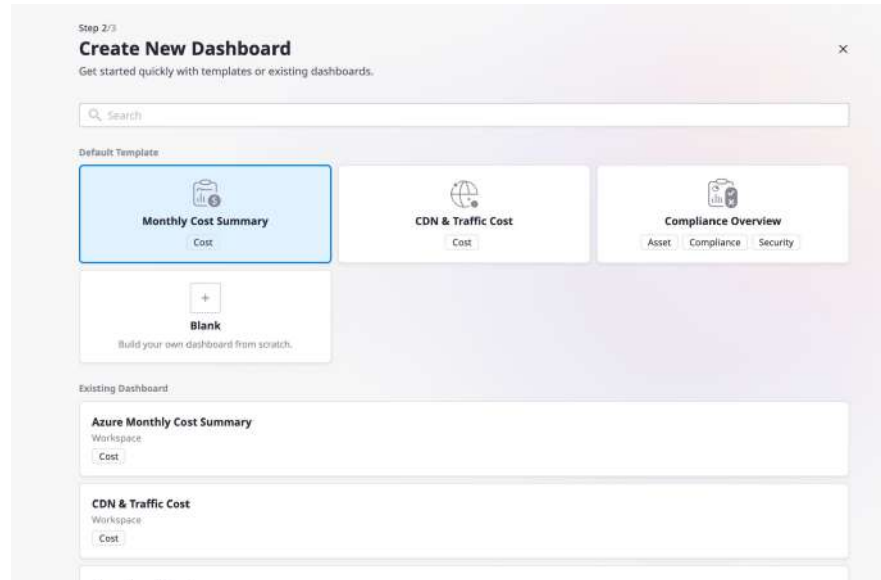 Step 2/3
Create New Dashboard
Get started quickly with templates or existing dashboards.
Search
Default Template
Monthly Cost Summary
Cost
CDN & Traffic Cost
Cost
Compliance Overview
Asset Compliance Security
Blank
Build your own dashboard from scratch.
Existing Dashboard
Azure Monthly Cost Summary
Workspace
Cost
CDN & Traffic Cost
Workspace
Cost